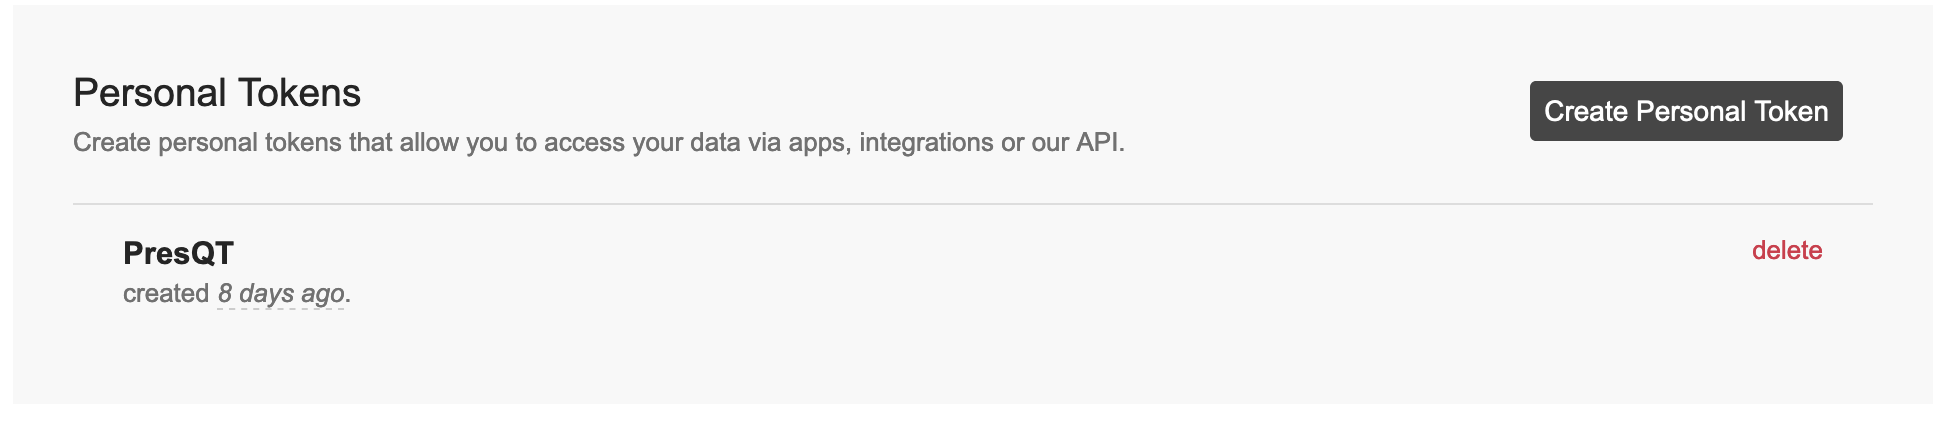 Personal Tokens
Create Personal Token
Create personal tokens that allow you to access your data via apps, integrations or our API.
PresQT
delete
created 8 days ago.